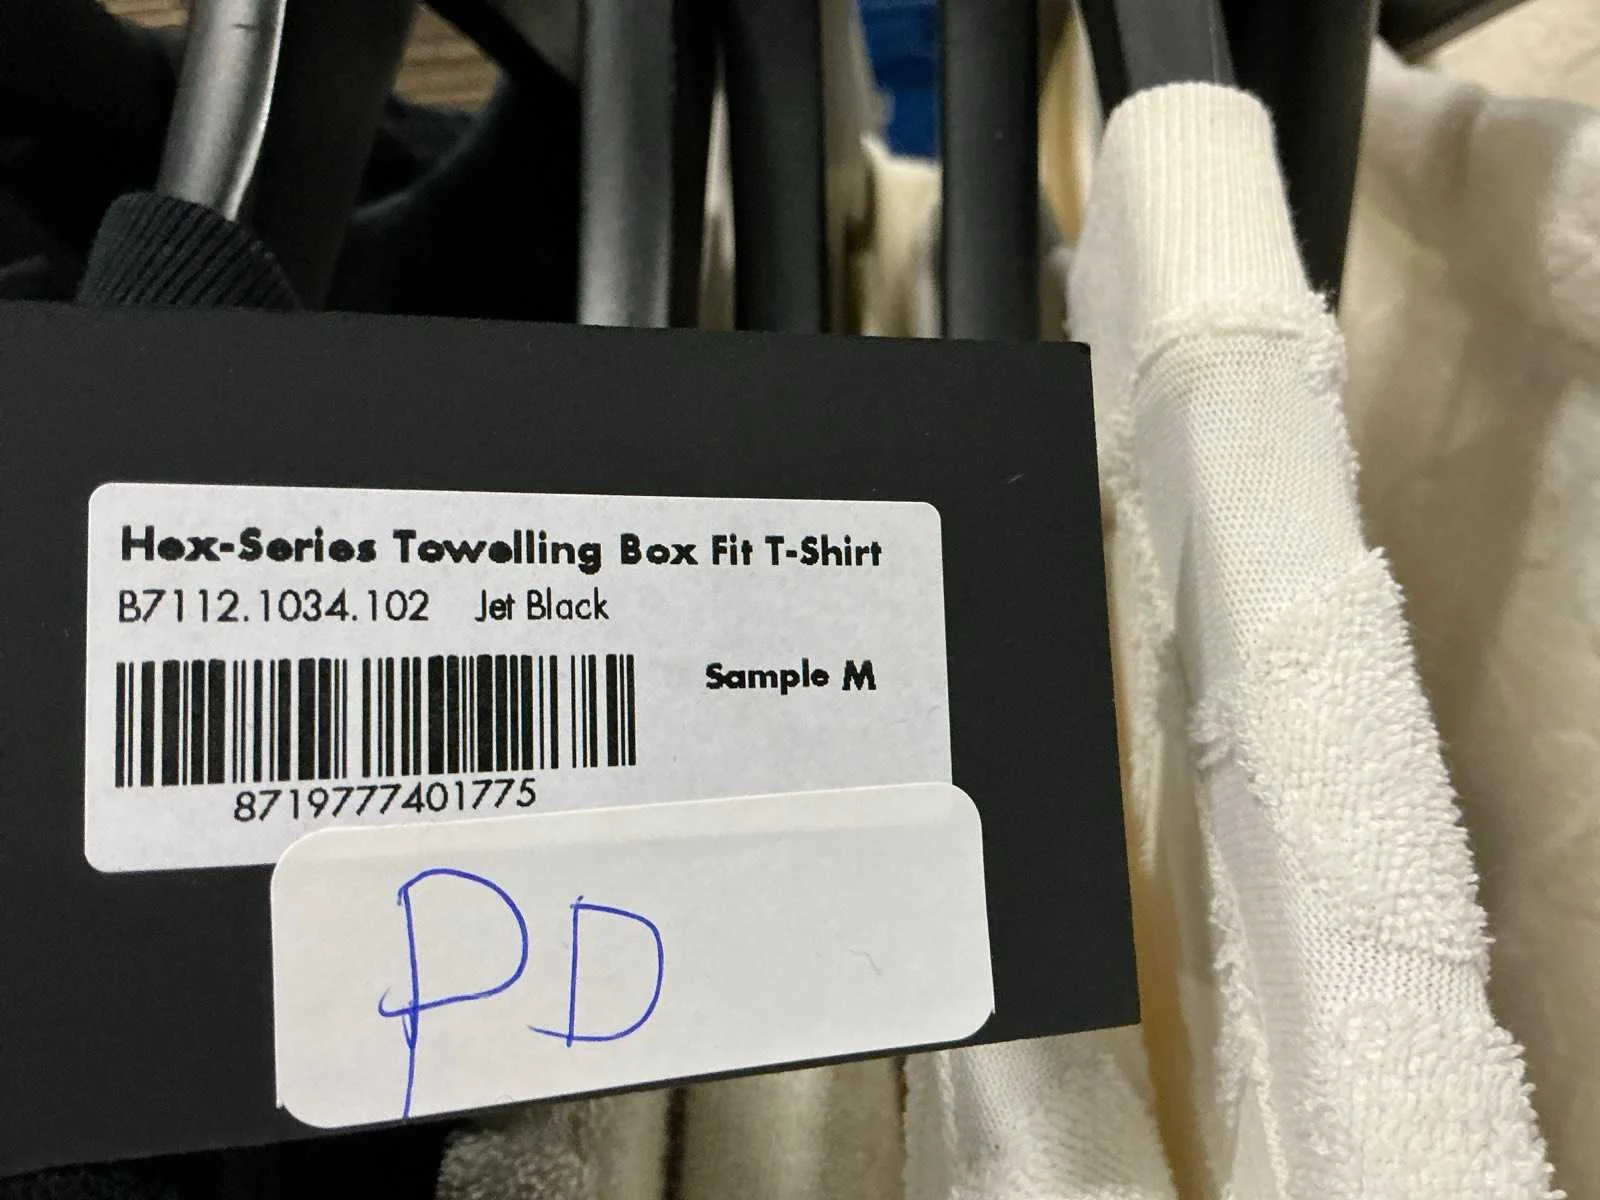 Hex-Series Towelling Box Fit T-Shirt
B7112.1034.102 Jet Black
Sample M
8719777401775
PD